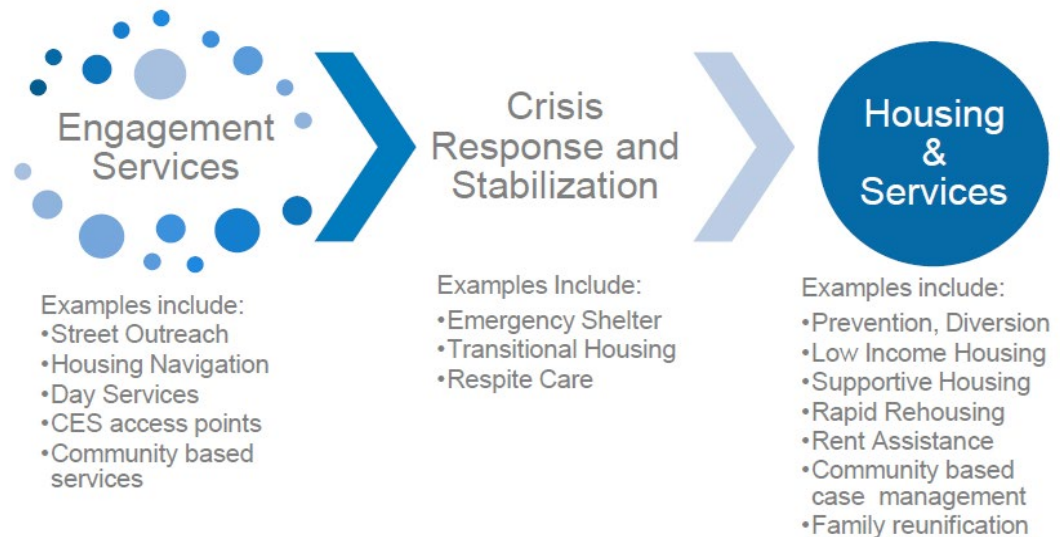 Engagement
Services
Examples include:
•Street Outreach
•Housing Navigation
•Day Services
•CES access points
•Community based
services
Crisis
Response and
Stabilization
Examples Include:
•Emergency Shelter
•Transitional Housing
•Respite Care
Housing
&
Services
Examples include:
•Prevention, Diversion
•Low Income Housing
•Supportive Housing
•Rapid Rehousing
•Rent Assistance
•Community based
case management
•Family reunification